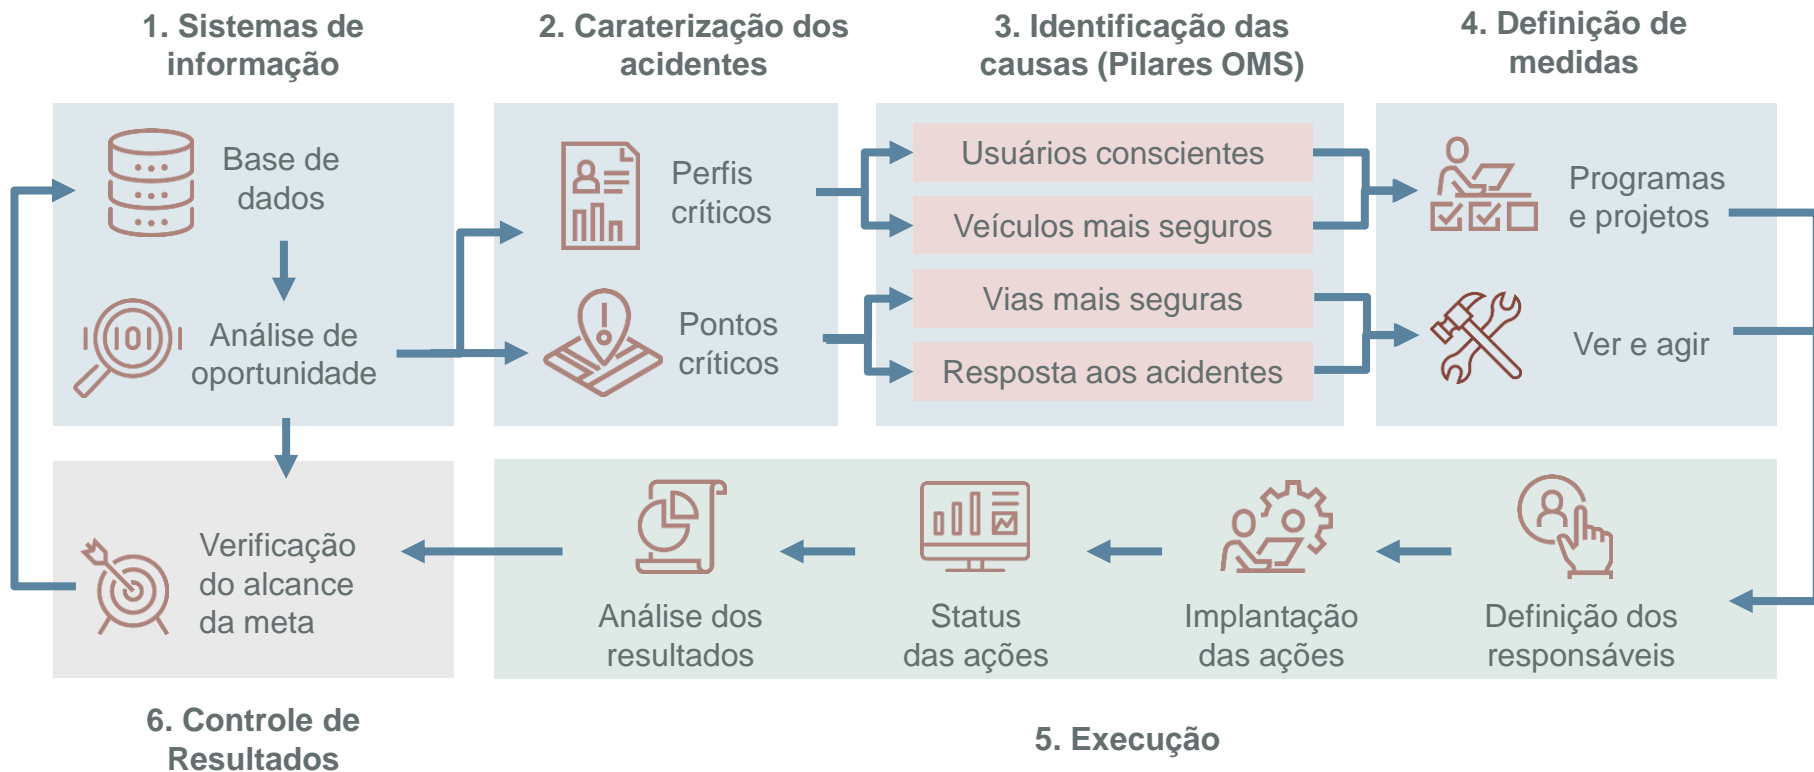 1. Sistemas de
informação
2. Caraterização dos
acidentes
3. Identificação das
causas (Pilares OMS)
4. Definição de
medidas
Base de
dados
Análise de
oportunidade
Perfis
críticos
Pontos
críticos
Usuários conscientes
Veículos mais seguros
Vias mais seguras
Resposta aos acidentes
Programas
e projetos
Ver e agir
Verificação
do alcance
da meta
Análise dos
resultados
Status
das ações
Implantação
das ações
Definição dos
responsáveis
6. Controle de
Resultados
5. Execução